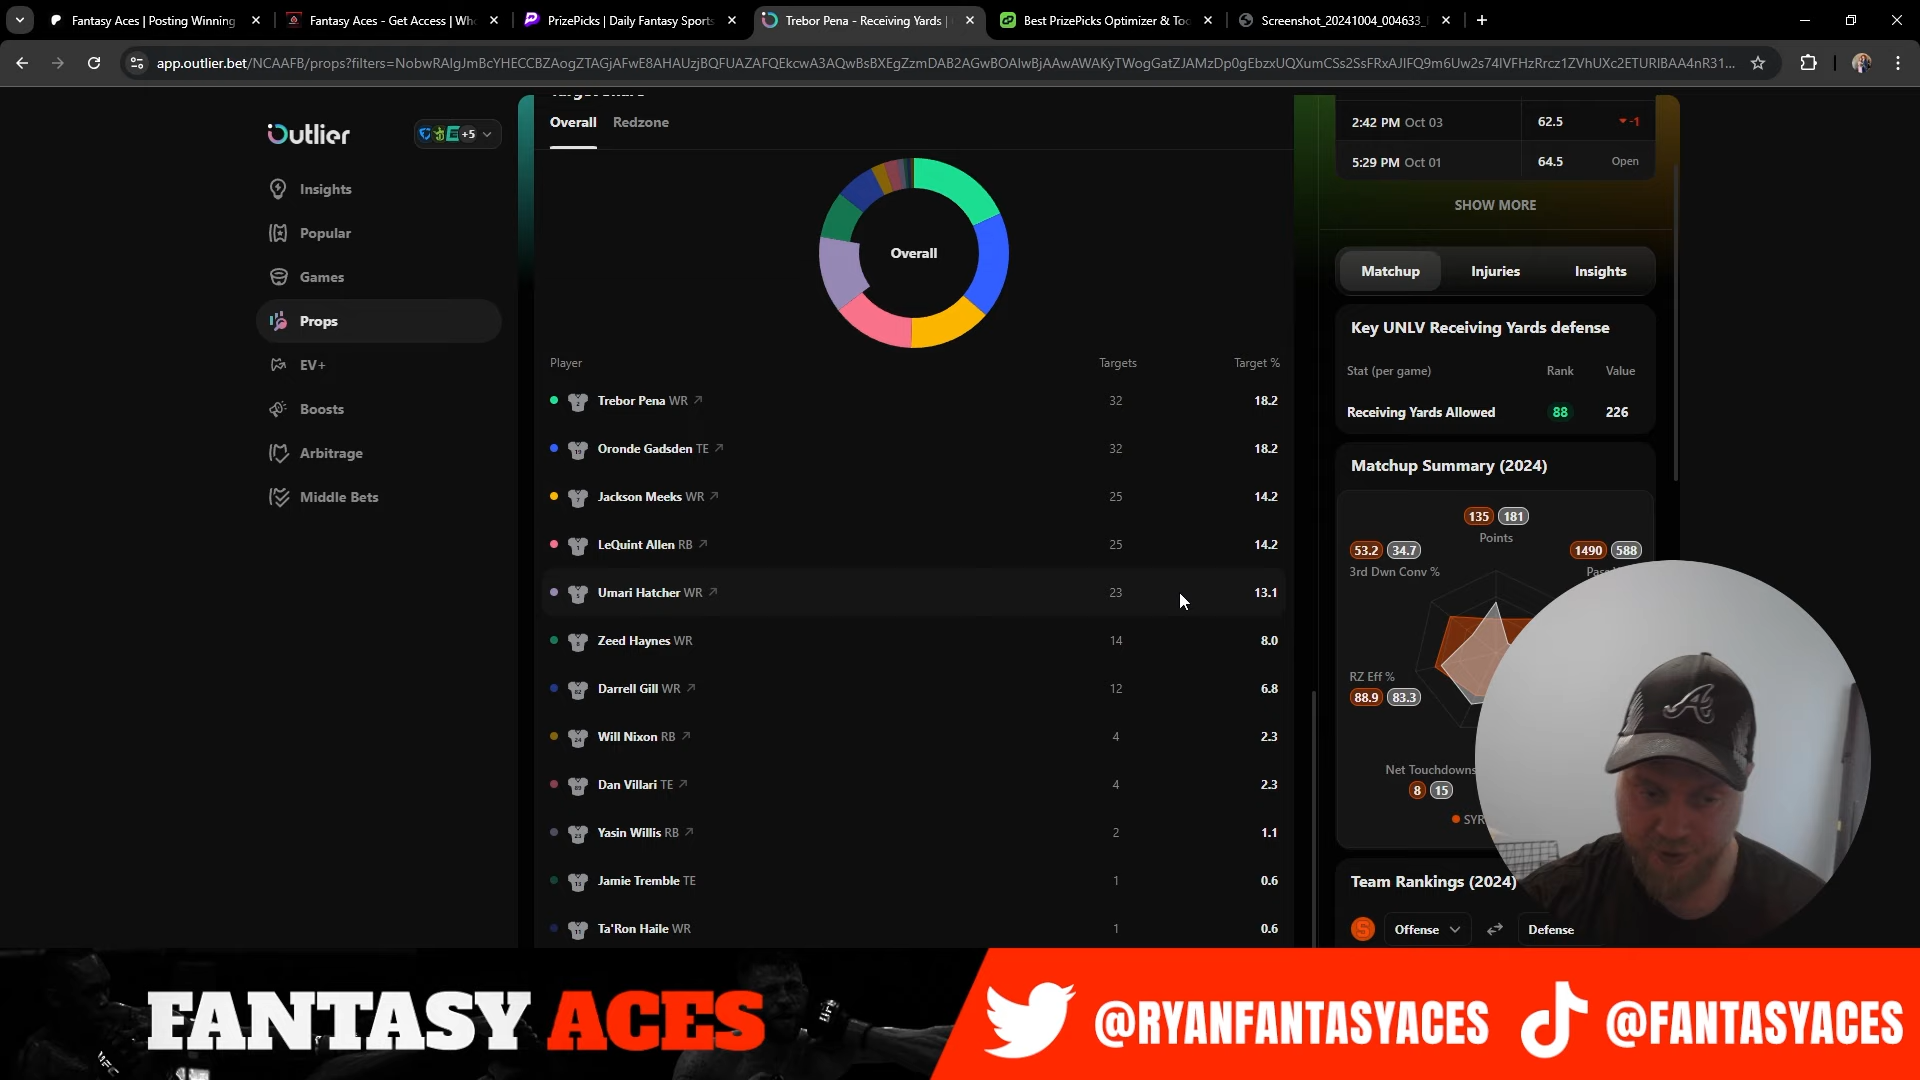 Fantasy Aces | Posting Winning
Fantasy Aces - Get Access | Who
PrizePicks | Daily Fantasy Sports
Trebor Pena - Receiving Yards |
Best PrizePicks Optimizer & Too
Screenshot_20241004_004633_
Outlier
+5
Insights
Popular
Games
Props
EV+
Boosts
Arbitrage
Middle Bets
Overall
Redzone
Overall
Player
Targets
Target %
Trebor Pena WR
32
18.2
Oronde Gadsden TE
32
18.2
Jackson Meeks WR
25
14.2
LeQuint Allen RB
25
14.2
Umari Hatcher WR
23
13.1
Zeed Haynes WR
14
8.0
Darrell Gill WR
12
6.8
Will Nixon RB
4
2.3
Dan Villari TE
4
2.3
Yasin Willis RB
2
1.1
Jamie Tremble TE
1
0.6
Ta'Ron Haile WR
1
0.6
2:42 PM Oct 03
62.5
-1
5:29 PM Oct 01
64.5
Open
SHOW MORE
Matchup
Injuries
Insights
Key UNLV Receiving Yards defense
Stat (per game)
Rank
Value
Receiving Yards Allowed
88
226
Matchup Summary (2024)
135 181
Points
53.2 34.7
3rd Dwn Conv %
1490 588
RZ Eff %
88.9 83.3
Net Touchdowns
8 15
SYR
Team Rankings (2024)
Offense
Defense
FANTASY ACES
@RYANFANTASYACES
@FANTASYACES